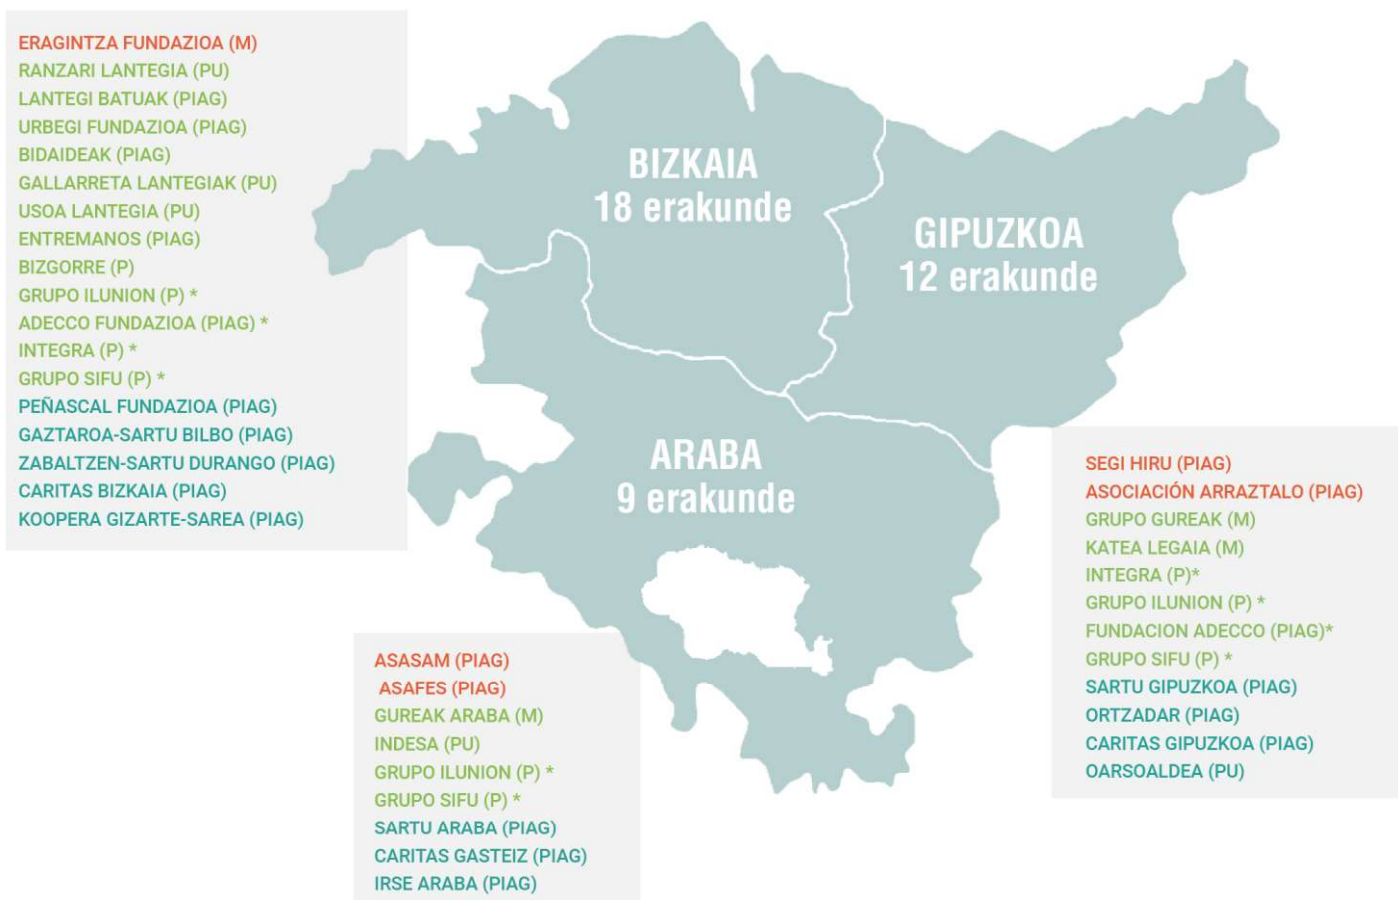 ERAGINTZA FUNDAZIOA (M)
RANZARI LANTEGIA (PU)
LANTEGI BATUAK (PIAG)
URBEGI FUNDAZIOA (PIAG)
BIDAIDEAK (PIAG)
GALLARRETA LANTEGIAK (PU)
USOA LANTEGIA (PU)
ENTREMANOS (PIAG)
BIZGORRE (P)
GRUPO ILUNION (P) *
ADECCO FUNDAZIOA (PIAG) *
INTEGRA (P) *
GRUPO SIFU (P) *
PEÑASCAL FUNDAZIOA (PIAG)
GAZTAROA-SARTU BILBO (PIAG)
ZABALTZEN-SARTU DURANGO (PIAG)
CARITAS BIZKAIA (PIAG)
KOOPERA GIZARTE-SAREA (PIAG)
BIZKAIA
18 erakunde
GIPUZKOA
12 erakunde
ARABA
9 erakunde
SEGI HIRU (PIAG)
ASOCIACIÓN ARRAZTALO (PIAG)
GRUPO GUREAK (M)
KATEA LEGAIA (M)
INTEGRA (P)*
GRUPO ILUNION (P) *
FUNDACION ADECCO (PIAG)*
GRUPO SIFU (P) *
SARTU GIPUZKOA (PIAG)
ORTZADAR (PIAG)
CARITAS GIPUZKOA (PIAG)
OARSOALDEA (PU)
ASASAM (PIAG)
ASAFES (PIAG)
GUREAK ARABA (M)
INDESA (PU)
GRUPO ILUNION (P) *
GRUPO SIFU (P) *
SARTU ARABA (PIAG)
CARITAS GASTEIZ (PIAG)
IRSE ARABA (PIAG)